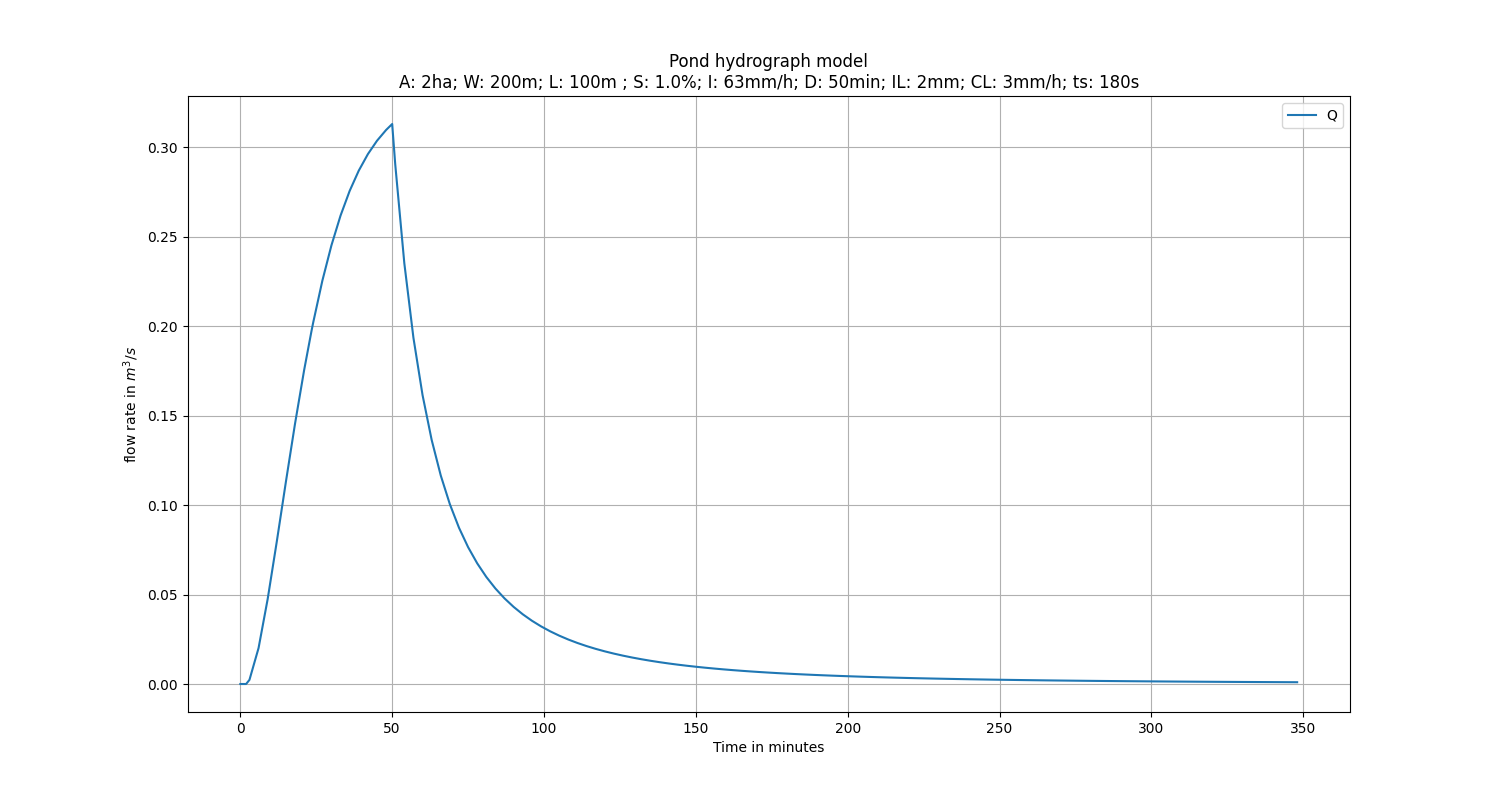 Pond hydrograph model
A: 2ha; W: 200m; L: 100m ; S: 1.0%; I: 63mm/h; D: 50min; IL: 2mm; CL: 3mm/h; ts: 180s
Q
0.30
0.25
0.20
0.15
0.10
0.05
0.00
flow rate in m³/s
0 50 100 150 200 250 300 350
Time in minutes